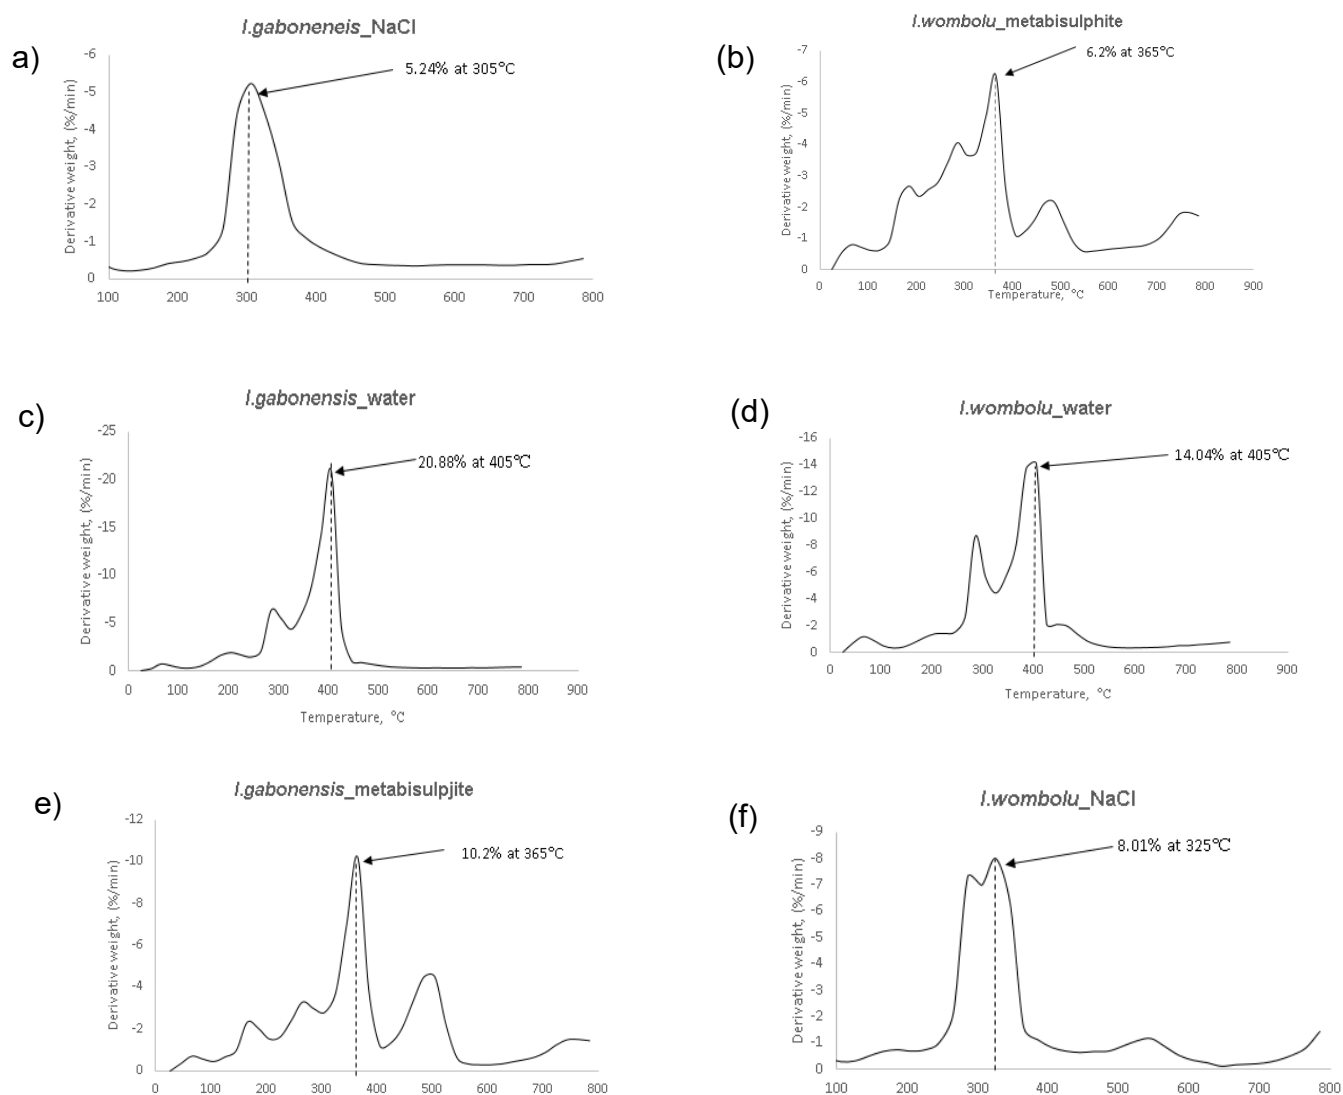 a)
I.gaboneneis_NaCl
-6
-5
-4
-3
-2
-1
0
Derivative weight, (%/min)
5.24% at 305°C
100 200 300 400 500 600 700 800
(b)
I.wombolu_metabisulphite
-7
-6
-5
-4
-3
-2
-1
0
Derivative weight, (%/min)
6.2% at 365°C
0 100 200 300 400 500 600 700 800 900
Temperature, °C
c)
I.gabonensis_water
-25
-20
-15
-10
-5
0
Derivative weight, (%/min)
20.88% at 405°C
0 100 200 300 400 500 600 700 800 900
Temperature, °C
(d)
I.wombolu_water
-16
-14
-12
-10
-8
-6
-4
-2
0
Derivative weight, (%/min)
14.04% at 405°C
0 100 200 300 400 500 600 700 800 900
Temperature, °C
e)
I.gabonensis_metabisulpjite
-12
-10
-8
-6
-4
-2
0
Derivative weight, (%/min)
10.2% at 365°C
0 100 200 300 400 500 600 700 800
(f)
I.wombolu_NaCl
-9
-8
-7
-6
-5
-4
-3
-2
-1
0
Derivative weight, (%/min)
8.01% at 325°C
100 200 300 400 500 600 700 800